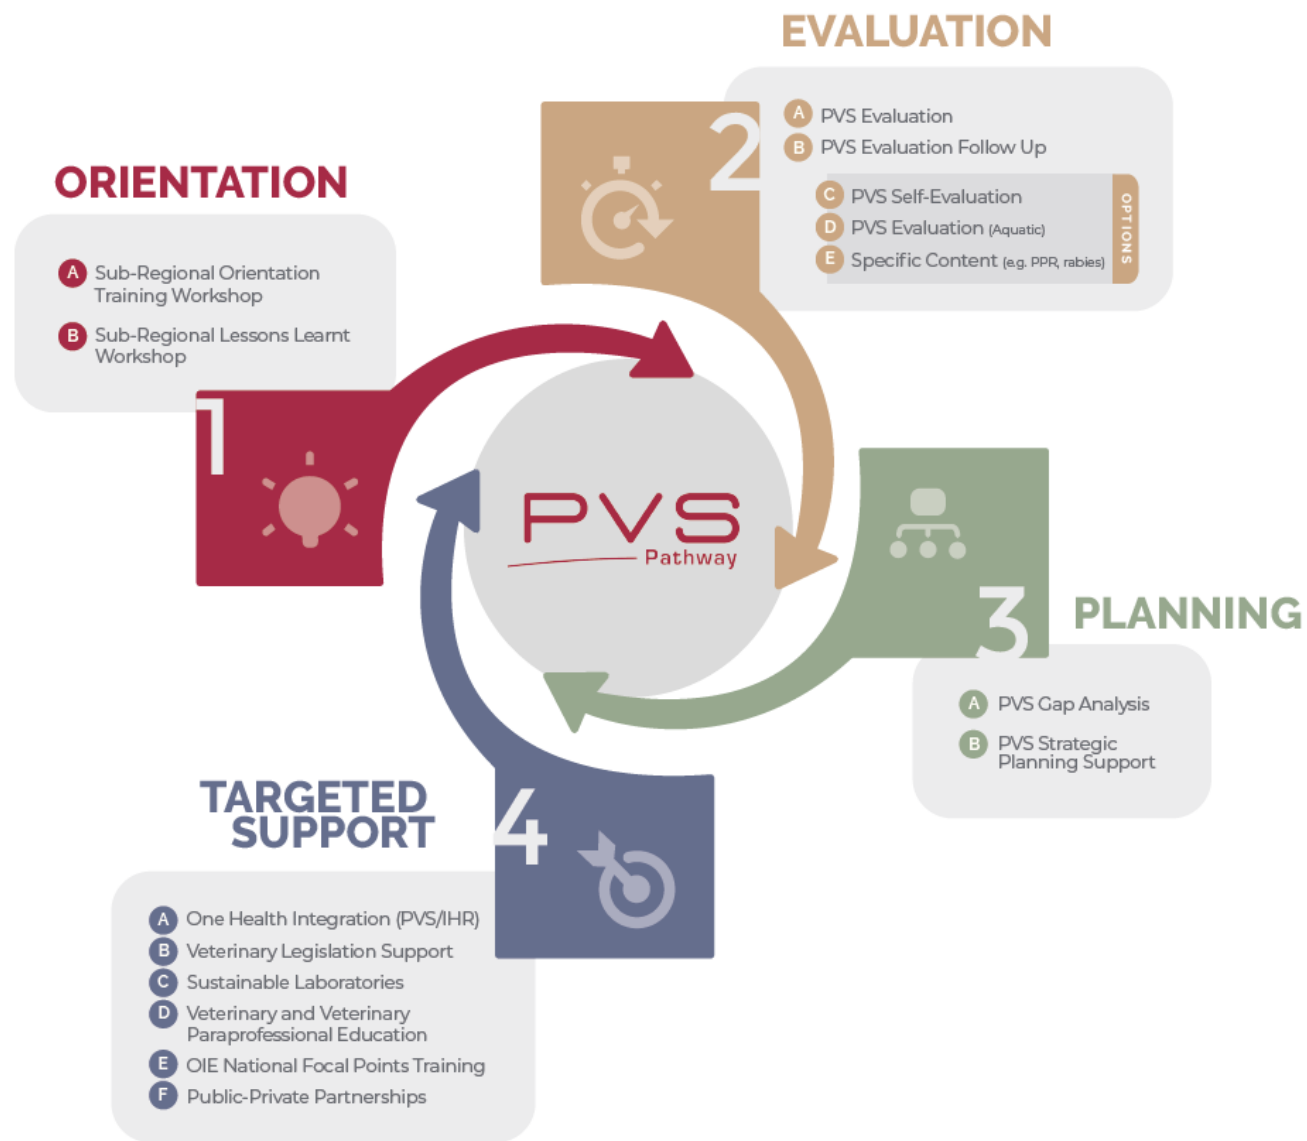 ORIENTATION
1
A Sub-Regional Orientation
Training Workshop
B Sub-Regional Lessons Learnt
Workshop
EVALUATION
2
A PVS Evaluation
B PVS Evaluation Follow Up
C PVS Self-Evaluation
D PVS Evaluation (Aquatic)
E Specific Content (e.g. PPR, rabies)
OPTIONS
PVS
Pathway
3
PLANNING
A PVS Gap Analysis
B PVS Strategic
Planning Support
TARGETED
SUPPORT
4
A One Health Integration (PVS/IHR)
B Veterinary Legislation Support
C Sustainable Laboratories
D Veterinary and Veterinary
Paraprofessional Education
E OIE National Focal Points Training
F Public-Private Partnerships